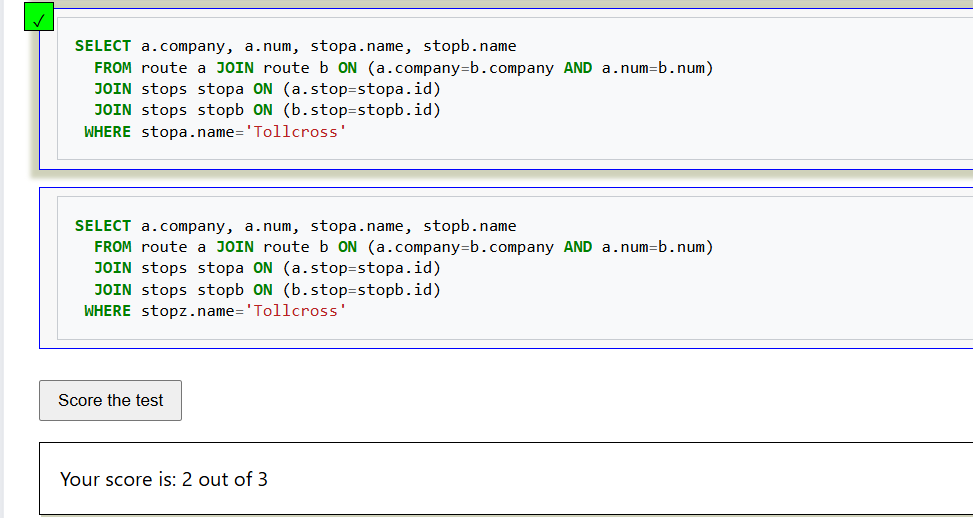 ✓
SELECT a.company, a.num, stopa.name, stopb.name
FROM route a JOIN route b ON (a.company=b.company AND a.num=b.num)
JOIN stops stopa ON (a.stop=stopa.id)
JOIN stops stopb ON (b.stop=stopb.id)
WHERE stopa.name='Tollcross'
SELECT a.company, a.num, stopa.name, stopb.name
FROM route a JOIN route b ON (a.company=b.company AND a.num=b.num)
JOIN stops stopa ON (a.stop=stopa.id)
JOIN stops stopb ON (b.stop=stopb.id)
WHERE stopz.name='Tollcross'
Score the test
Your score is: 2 out of 3